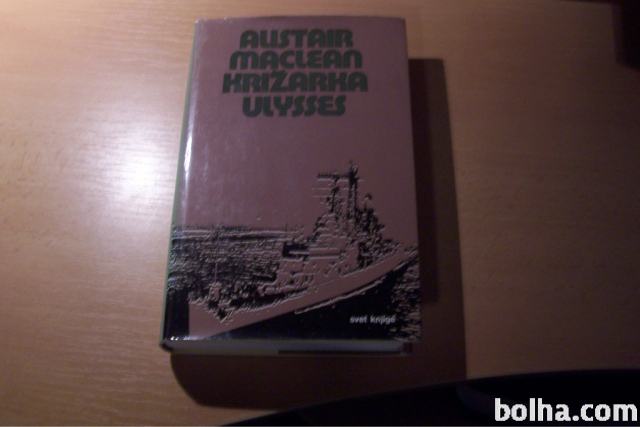 ALISTAIR
MACLEAN
KRIŽARKA
ULYSSES
svet knjige
bolha.com